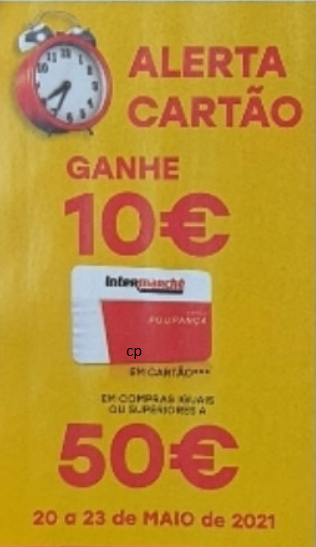 ALERTA
CARTÃO
GANHE
10€
Intermarché
POUPANÇA
cp
EM CARTÃO***
EM COMPRAS IGUAIS
OU SUPERIORES A
50€
20 a 23 de MAIO de 2021